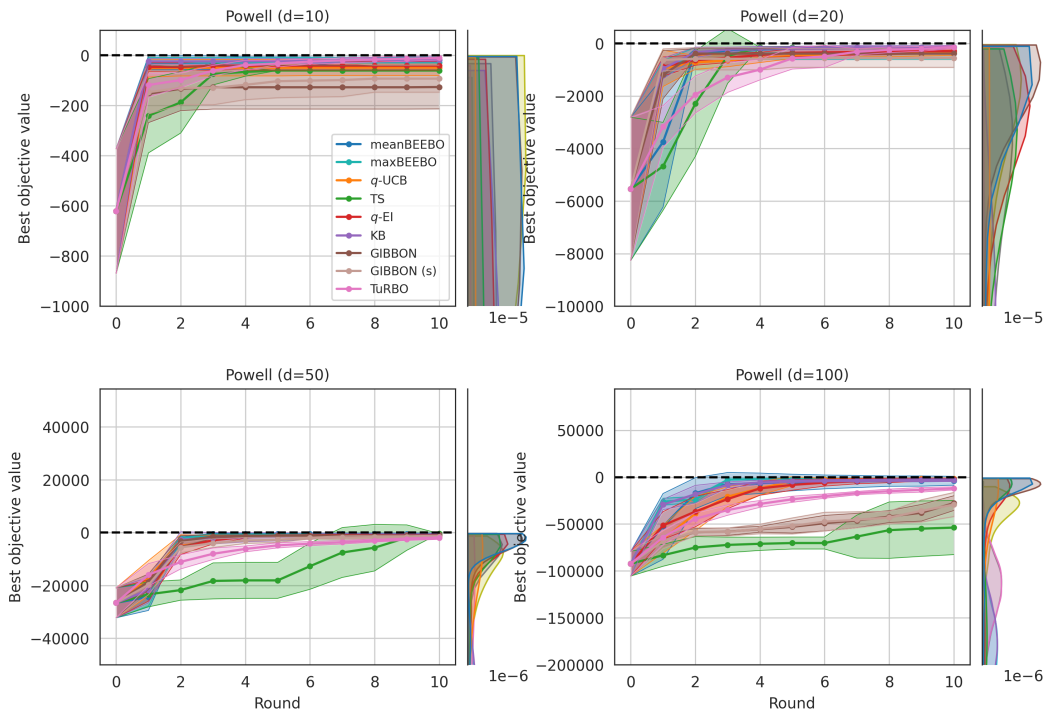 Powell (d=10)
Best objective value
0
−200
−400
−600
−800
−1000
0 2 4 6 8 10
meanBEEBO
maxBEEBO
q-UCB
TS
q-EI
KB
GIBBON
GIBBON (s)
TuRBO
1e−5
Powell (d=20)
Best objective value
0
−2000
−4000
−6000
−8000
−10000
0 2 4 6 8 10
1e−5
Powell (d=50)
Best objective value
40000
20000
0
−20000
−40000
0 2 4 6 8 10
Round
1e−6
Powell (d=100)
Best objective value
50000
0
−50000
−100000
−150000
−200000
0 2 4 6 8 10
Round
1e−6